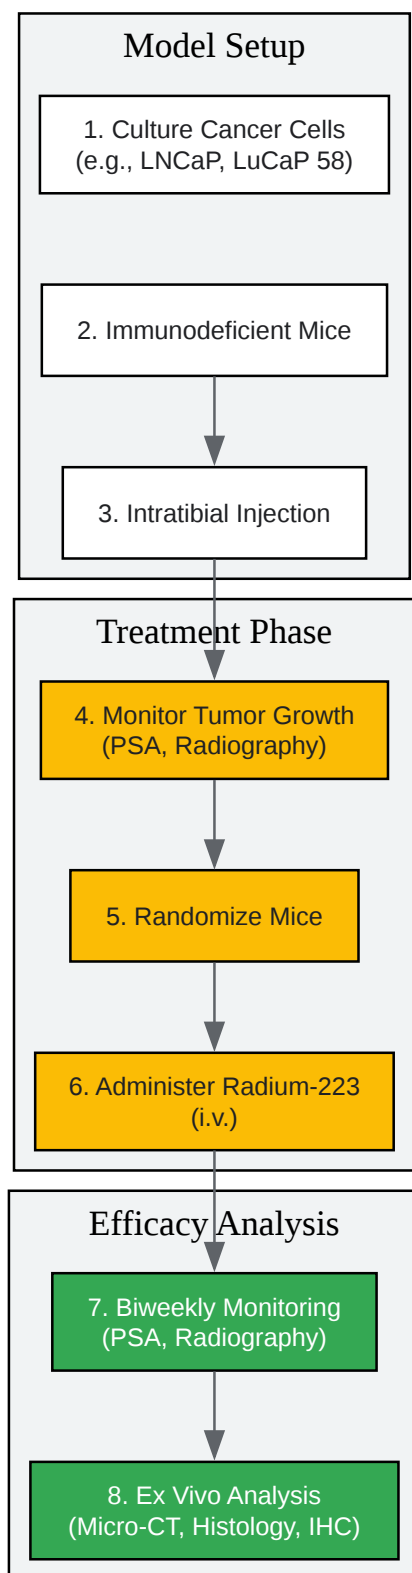 Model Setup
1. Culture Cancer Cells
(e.g., LNCaP, LuCaP 58)
2. Immunodeficient Mice
3. Intratibial Injection
Treatment Phase
4. Monitor Tumor Growth
(PSA, Radiography)
5. Randomize Mice
6. Administer Radium-223
(i.v.)
Efficacy Analysis
7. Biweekly Monitoring
(PSA, Radiography)
8. Ex Vivo Analysis
(Micro-CT, Histology, IHC)